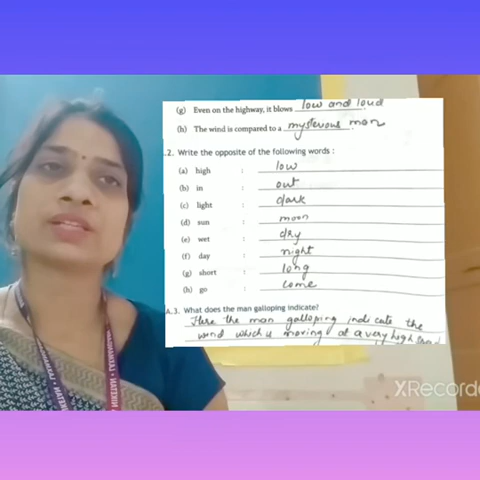 (g) Even on the highway, it blows low and loud
(h) The wind is compared to a mysterous man
.2. Write the opposite of the following words :
(a) high : low
(b) in : out
(c) light : dark
(d) sun : moon
(e) wet : dry
(f) day : night
(g) short : long
(h) go : come
A.3. What does the man galloping indicate?
Here the man galloping indicate the
wind which is moving at a very high
XRecorde